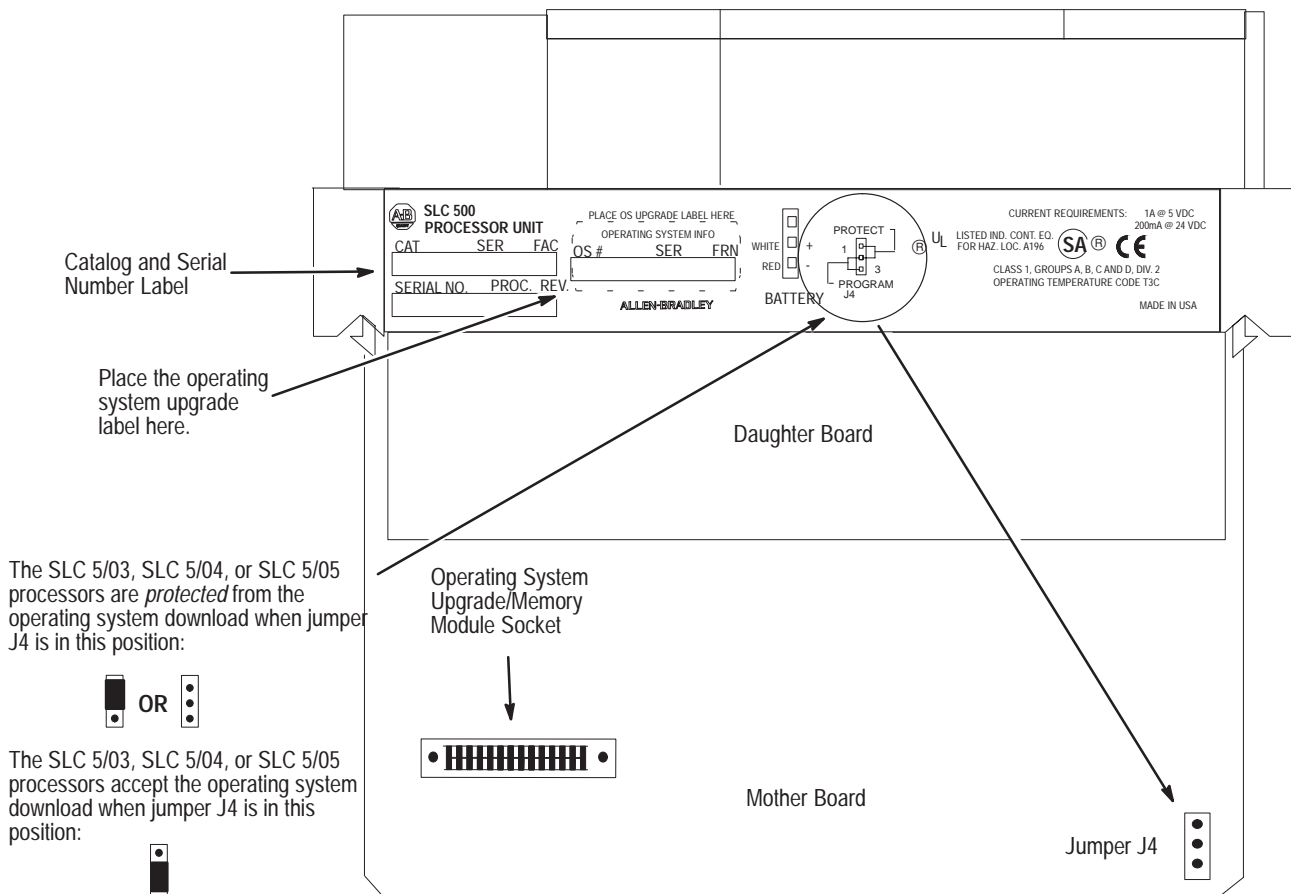 A-B
SLC 500
PROCESSOR UNIT
CAT SER FAC
SERIAL NO. PROC. REV.
PLACE OS UPGRADE LABEL HERE
OPERATING SYSTEM INFO
OS # SER FRN
ALLEN-BRADLEY
WHITE +
RED -
BATTERY
PROTECT
1
3
PROGRAM
J4
®
UL
LISTED IND. CONT. EQ.
FOR HAZ. LOC. A196
SA ®
CE
CURRENT REQUIREMENTS: 1A @ 5 VDC
200mA @ 24 VDC
CLASS 1, GROUPS A, B, C AND D, DIV. 2
OPERATING TEMPERATURE CODE T3C
MADE IN USA
Catalog and Serial
Number Label
Place the operating
system upgrade
label here.
Daughter Board
The SLC 5/03, SLC 5/04, or SLC 5/05
processors are protected from the
operating system download when jumper
J4 is in this position:
OR
The SLC 5/03, SLC 5/04, or SLC 5/05
processors accept the operating system
download when jumper J4 is in this
position:
Operating System
Upgrade/Memory
Module Socket
Mother Board
Jumper J4